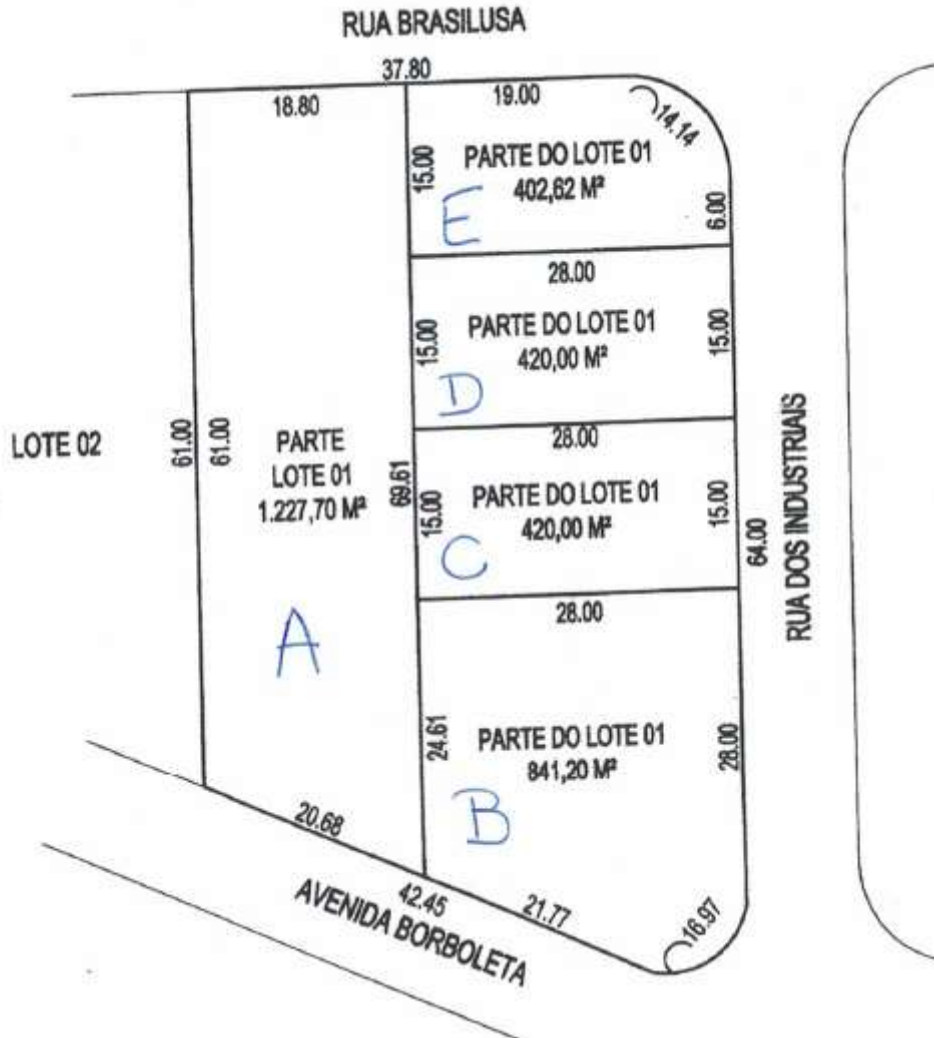 RUA BRASILUSA
37.80
18.80
19.00
14.14
15.00
PARTE DO LOTE 01
402,62 M²
E
6.00
28.00
15.00
PARTE DO LOTE 01
420,00 M²
15.00
D
28.00
LOTE 02
61.00
61.00
PARTE
LOTE 01
1.227,70 M²
69.61
15.00
PARTE DO LOTE 01
420,00 M²
15.00
C
64.00
RUA DOS INDUSTRIAIS
28.00
A
24.61
PARTE DO LOTE 01
841,20 M²
28.00
B
20.68
42.45
21.77
16.97
AVENIDA BORBOLETA